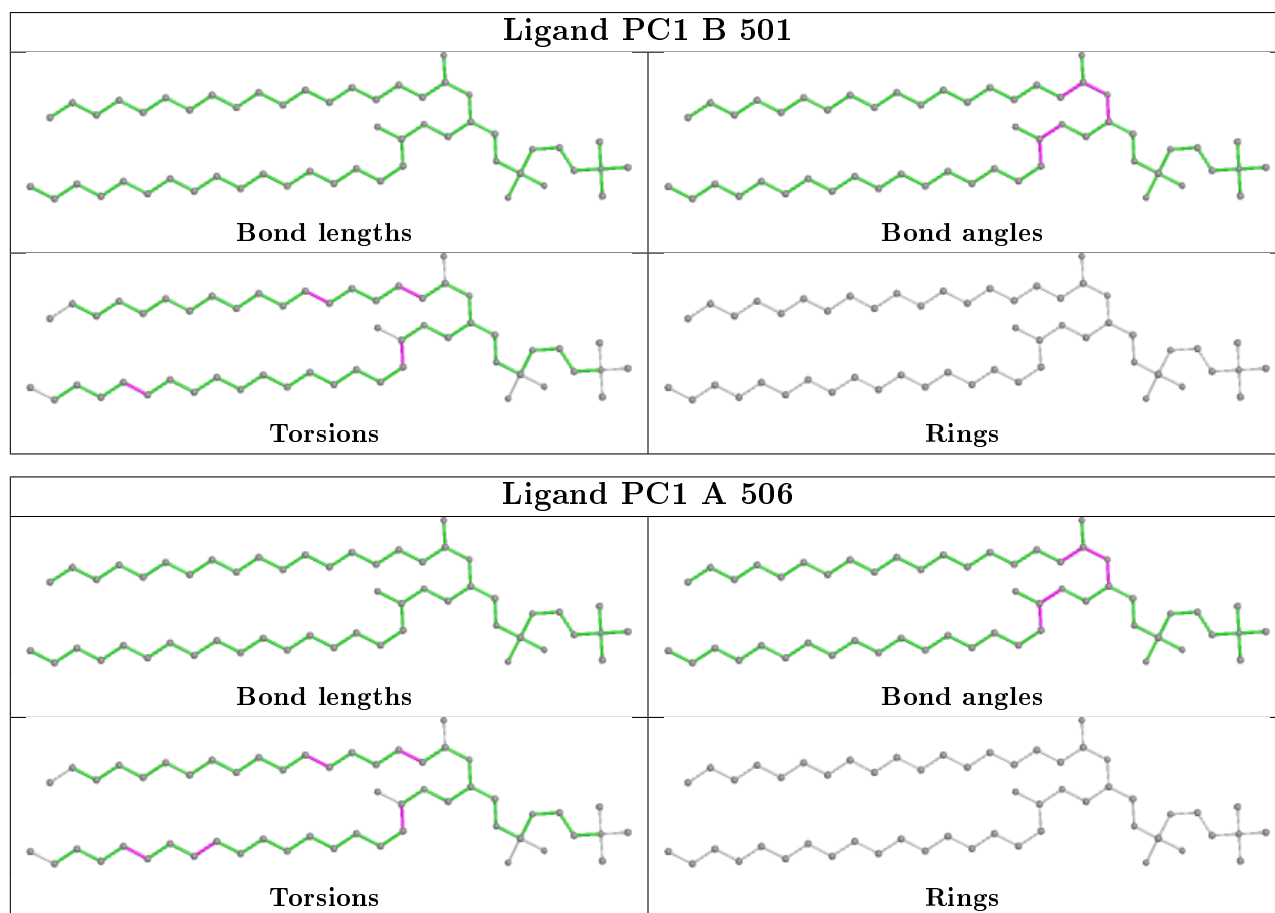 Ligand PC1 B 501
Bond lengths
Bond angles
Torsions
Rings
Ligand PC1 A 506
Bond lengths
Bond angles
Torsions
Rings